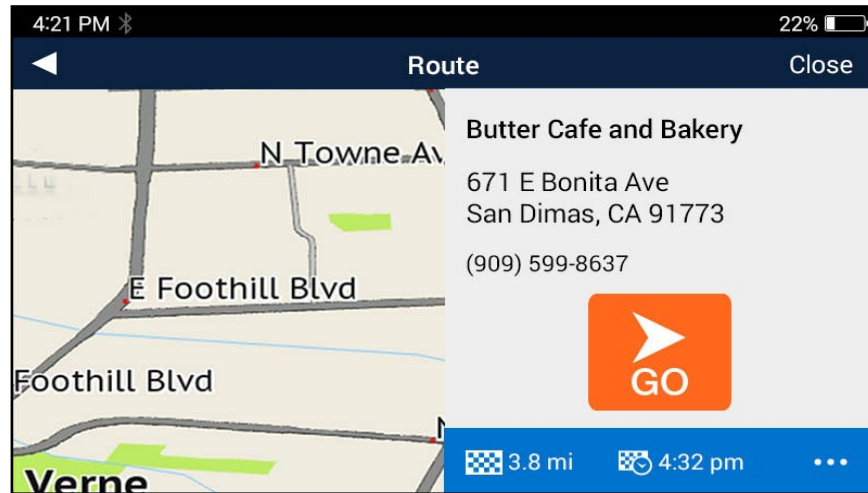 4:21 PM
22%
Route
Close
N Towne Av
E Foothill Blvd
Foothill Blvd
Verne
Butter Cafe and Bakery
671 E Bonita Ave
San Dimas, CA 91773
(909) 599-8637
GO
3.8 mi
4:32 pm